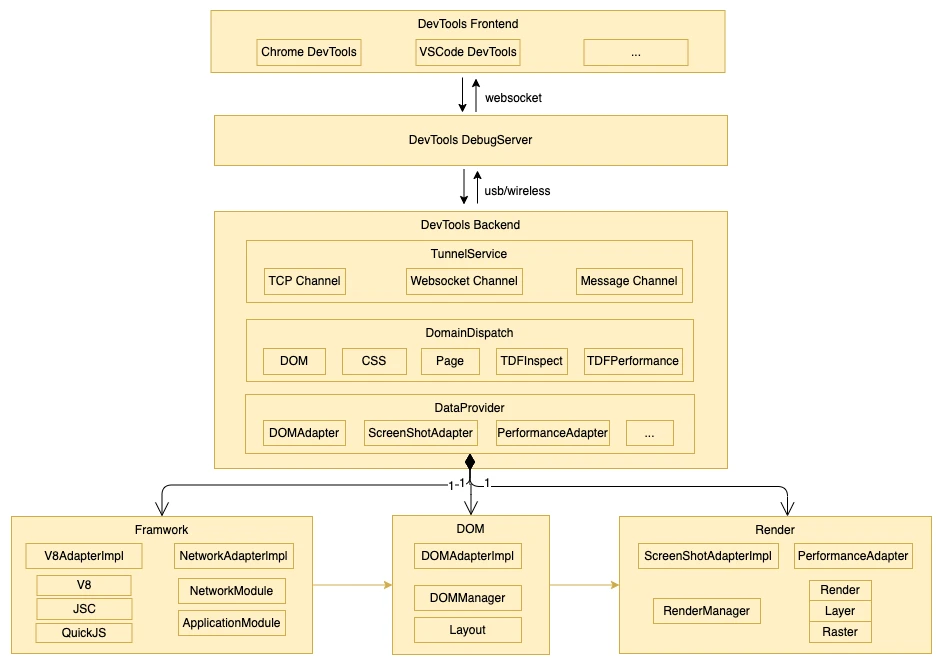 DevTools Frontend
Chrome DevTools
VSCode DevTools
...
websocket
DevTools DebugServer
usb/wireless
DevTools Backend
TunnelService
TCP Channel
Websocket Channel
Message Channel
DomainDispatch
DOM
CSS
Page
TDFInspect
TDFPerformance
DataProvider
DOMAdapter
ScreenShotAdapter
PerformanceAdapter
...
1
1
1
Framwork
V8AdapterImpl
NetworkAdapterImpl
V8
JSC
QuickJS
NetworkModule
ApplicationModule
DOM
DOMAdapterImpl
DOMManager
Layout
Render
ScreenShotAdapterImpl
PerformanceAdapter
RenderManager
Render
Layer
Raster